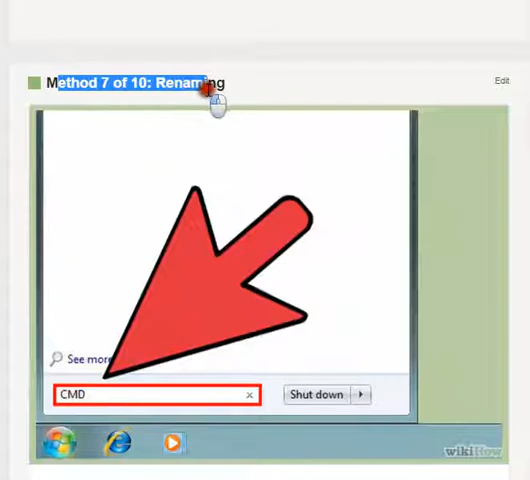 Method 7 of 10: Renaming
Edit
See more
CMD
x
Shut down
wikiHow